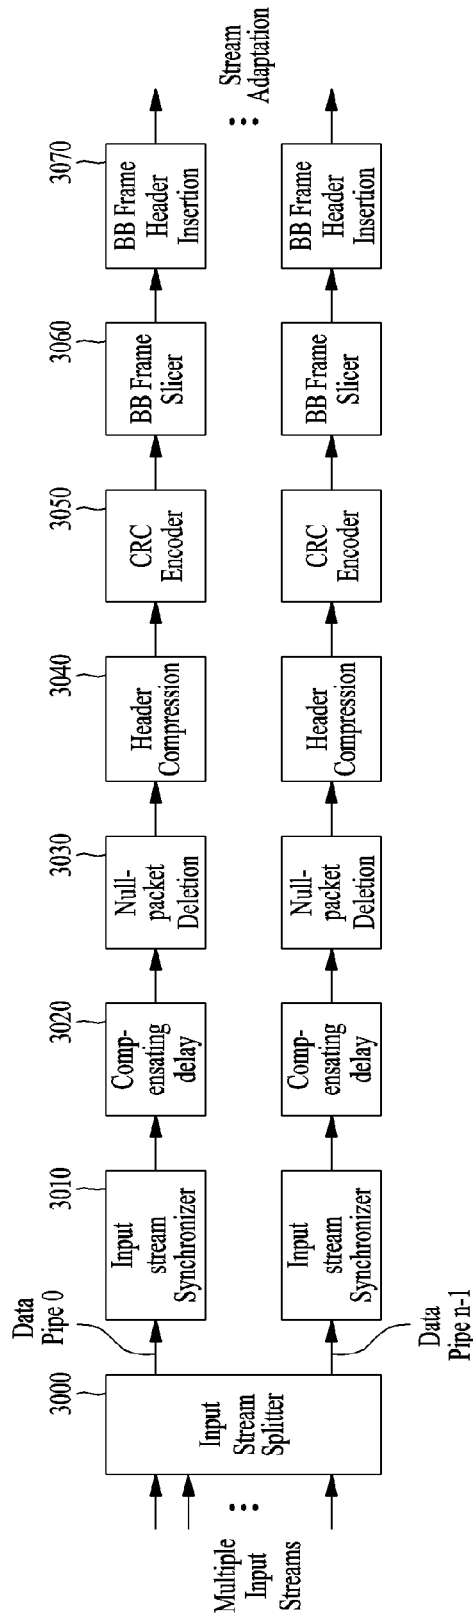 Multiple
Input
Streams
3000
Input
Stream
Splitter
Data
Pipe 0
3010
Input
stream
Synchronizer
3020
Comp-
ensating
delay
3030
Null-
packet
Deletion
3040
Header
Compression
3050
CRC
Encoder
3060
BB Frame
Slicer
3070
BB Frame
Header
Insertion
Data
Pipe n-1
Input
stream
Synchronizer
Comp-
ensating
delay
Null-
packet
Deletion
Header
Compression
CRC
Encoder
BB Frame
Slicer
BB Frame
Header
Insertion
Stream
Adaptation